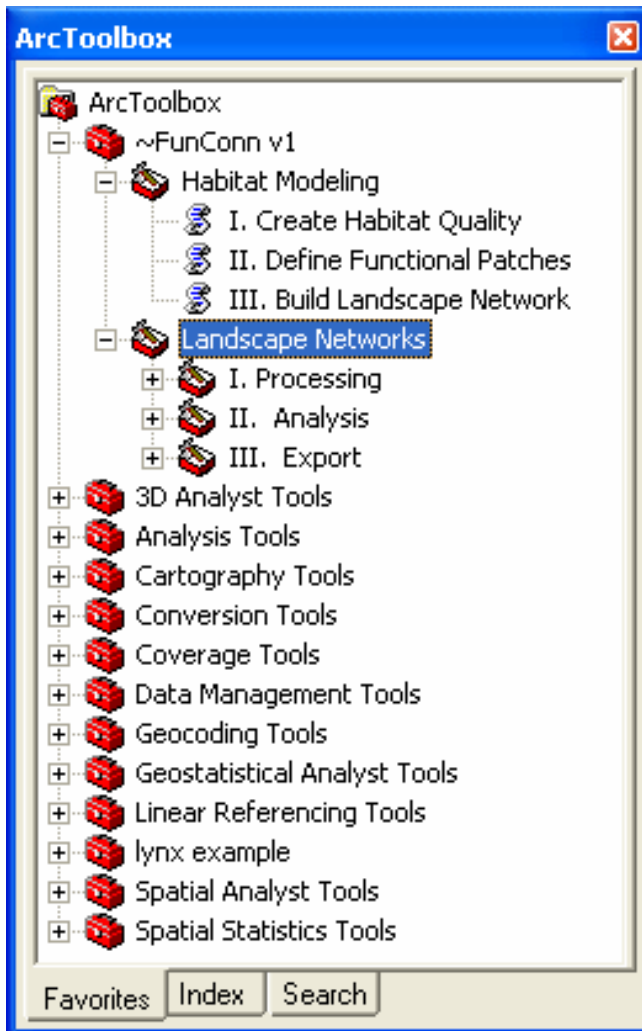 ArcToolbox
ArcToolbox
~FunConn v1
Habitat Modeling
I. Create Habitat Quality
II. Define Functional Patches
III. Build Landscape Network
Landscape Networks
I. Processing
II. Analysis
III. Export
3D Analyst Tools
Analysis Tools
Cartography Tools
Conversion Tools
Coverage Tools
Data Management Tools
Geocoding Tools
Geostatistical Analyst Tools
Linear Referencing Tools
lynx example
Spatial Analyst Tools
Spatial Statistics Tools
Favorites Index Search